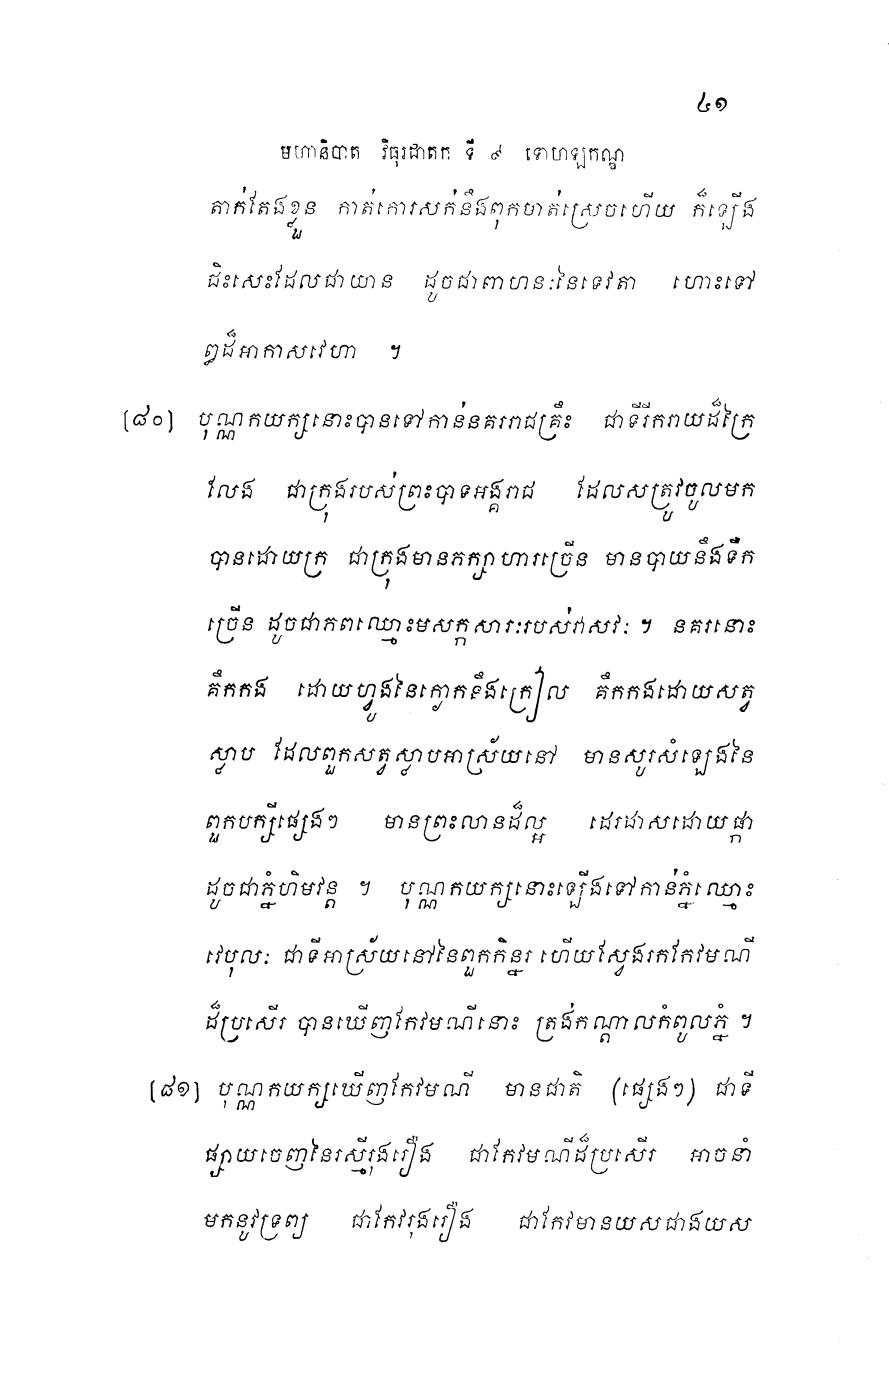 ៤១
មហានិបាត វិធុរជាតក ទី ៩ ទោហឡកណ្ឌ
តាក់តែងខ្លួន កាត់កោរសក់នឹងពុកមាត់ស្រេចហើយ ក៏ឡើង
ជិះសេះដែលជាយាន ដូចជាពាហនៈនៃទេវតា ហោះទៅ
ឰដ៏អាកាសវេហា ។
[៨០] បុណ្ណកយក្សនោះបានទៅកាន់នគររាជគ្រឹះ ជាទីរីករាយដ៏ក្រៃ
លែង ជាក្រុងរបស់ព្រះបាទអង្គរាជ ដែលសត្រូវចូលមក
បានដោយក្រ ជាក្រុងមានភក្សាហារច្រើន មានបាយនឹងទឹក
ច្រើន ដូចជាភពឈ្មោះមសក្កសារៈរបស់វាសវៈ ។ នគរនោះ
គឹកកង ដោយហ្វូងនៃក្ងោកនឹងក្រៀល គឹកកងដោយសត្វ
ស្លាប ដែលពួកសត្វស្លាបអាស្រ័យនៅ មានសូរសំឡេងនៃ
ពួកបក្សីផ្សេងៗ មានព្រះលានដ៏ល្អ ដេរដាសដោយផ្កា
ដូចជាភ្នំហិមវន្ត ។ បុណ្ណកយក្សនោះឡើងទៅកាន់ភ្នំឈ្មោះ
វេបុលៈ ជាទីអាស្រ័យនៅនៃពួកកិន្នរ ហើយស្វែងរកកែវមណី
ដ៏ប្រសើរ បានឃើញកែវមណីនោះ ត្រង់កណ្តាលកំពូលភ្នំ ។
[៨១] បុណ្ណកយក្សឃើញកែវមណី មានជាតិ (ផ្សេងៗ) ជាទី
ផ្សាយចេញនៃរស្មីរុងរឿង ជាកែវមណីដ៏ប្រសើរ អាចនាំ
មកនូវទ្រព្យ ជាកែវរុងរឿង ជាកែវមានយសជាងយស